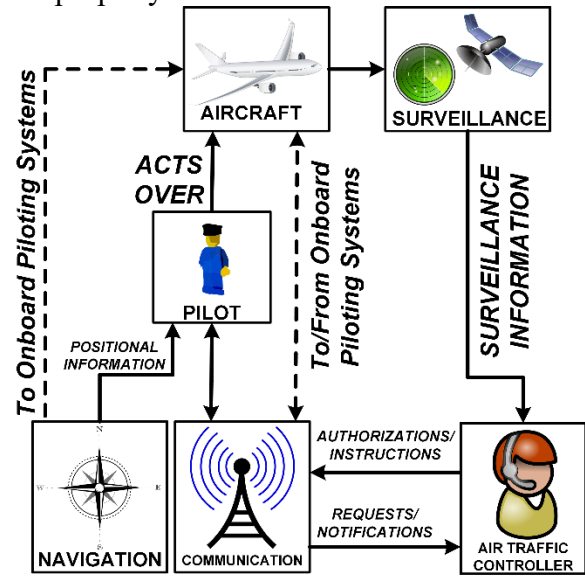 AIRCRAFT
SURVEILLANCE
To Onboard Piloting Systems
ACTS
OVER
To/From Onboard
Piloting Systems
SURVEILLANCE
INFORMATION
PILOT
POSITIONAL
INFORMATION
N
W
E
S
NAVIGATION
COMMUNICATION
AUTHORIZATIONS/
INSTRUCTIONS
REQUESTS/
NOTIFICATIONS
AIR TRAFFIC
CONTROLLER